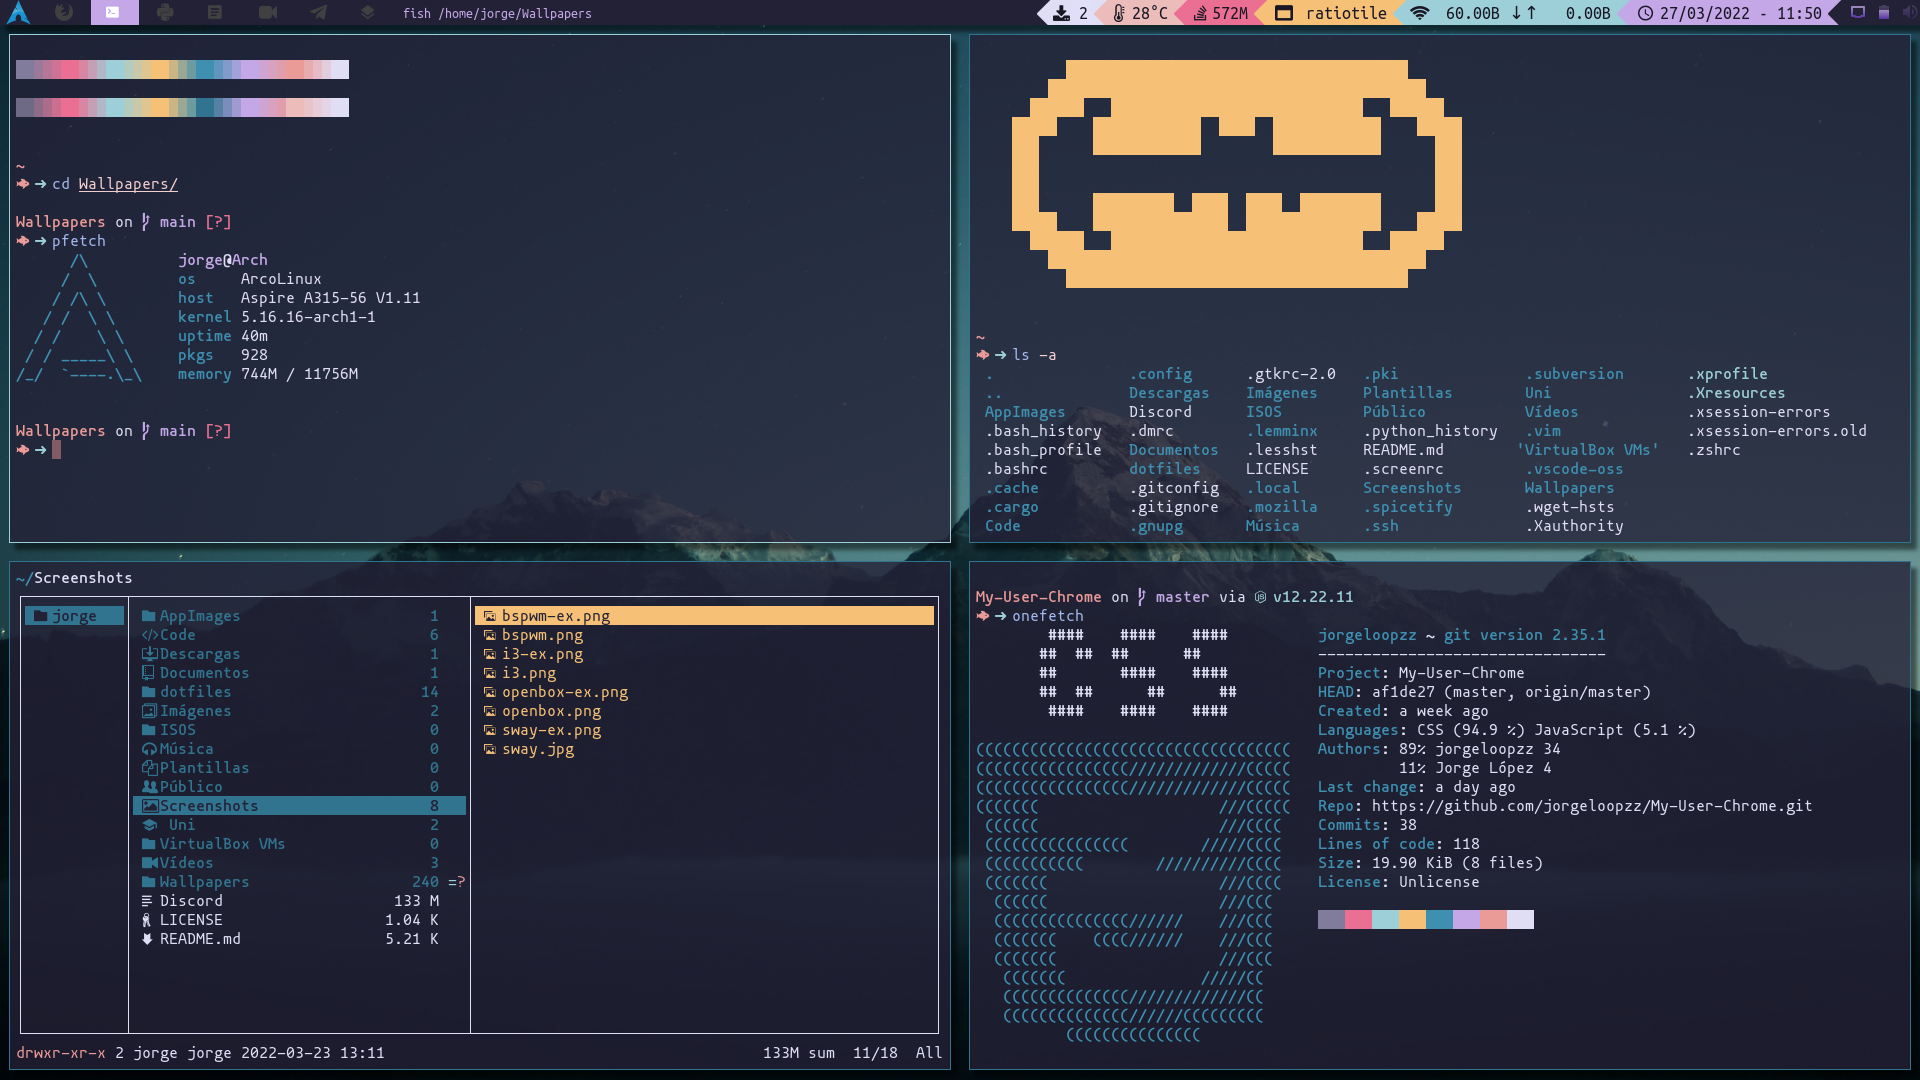 fish /home/jorge/Wallpapers
2 28°C 572M ratiotile 60.00B ↓↑ 0.00B 27/03/2022 - 11:50
~
➜ cd Wallpapers/
Wallpapers on main [?]
➜ pfetch
jorge@Arch
os ArcoLinux
host Aspire A315-56 V1.11
kernel 5.16.16-arch1-1
uptime 40m
pkgs 928
memory 744M / 11756M
Wallpapers on main [?]
➜
~
➜ ls -a
. .config .gtkrc-2.0 .pki .subversion .xprofile
.. Descargas Imágenes Plantillas Uni .Xresources
AppImages Discord ISOS Público Vídeos .xsession-errors
.bash_history .dmrc .lemminx .python_history .vim .xsession-errors.old
.bash_profile Documentos .lesshst README.md 'VirtualBox VMs' .zshrc
.bashrc dotfiles LICENSE .screenrc .vscode-oss
.cache .gitconfig .local Screenshots Wallpapers
.cargo .gitignore .mozilla .spicetify .wget-hsts
Code .gnupg Música .ssh .Xauthority
~/Screenshots
jorge
AppImages 1
Code 6
Descargas 1
Documentos 1
dotfiles 14
Imágenes 2
ISOS 0
Música 0
Plantillas 0
Público 0
Screenshots 8
Uni 2
VirtualBox VMs 0
Vídeos 3
Wallpapers 240 =?
Discord 133 M
LICENSE 1.04 K
README.md 5.21 K
bspwm-ex.png
bspwm.png
i3-ex.png
i3.png
openbox-ex.png
openbox.png
sway-ex.png
sway.jpg
drwxr-xr-x 2 jorge jorge 2022-03-23 13:11 133M sum 11/18 All
My-User-Chrome on master via v12.22.11
➜ onefetch
jorgeloopzz ~ git version 2.35.1
--------------------------------
Project: My-User-Chrome
HEAD: af1de27 (master, origin/master)
Created: a week ago
Languages: CSS (94.9 %) JavaScript (5.1 %)
Authors: 89% jorgeloopzz 34
11% Jorge López 4
Last change: a day ago
Repo: https://github.com/jorgeloopzz/My-User-Chrome.git
Commits: 38
Lines of code: 118
Size: 19.90 KiB (8 files)
License: Unlicense